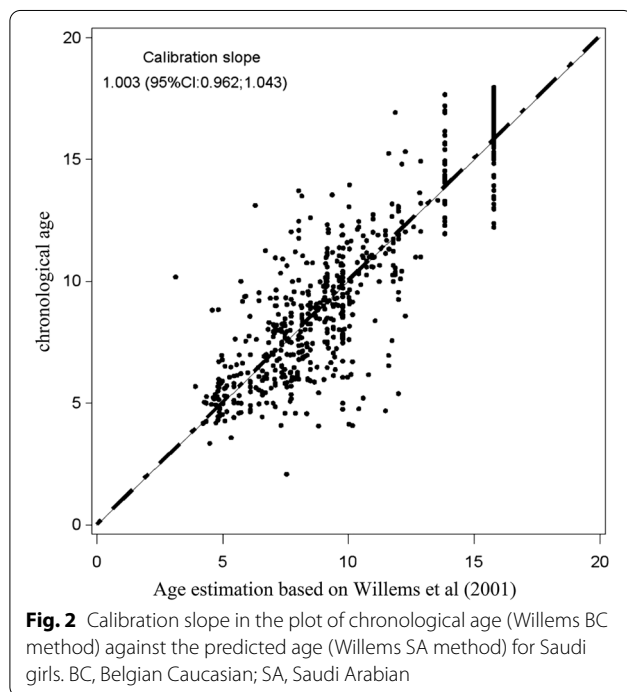 20
15
10
5
0
Calibration slope
1.003 (95%CI:0.962;1.043)
chronological age
0 5 10 15 20
Age estimation based on Willems et al (2001)
Fig. 2 Calibration slope in the plot of chronological age (Willems BC
method) against the predicted age (Willems SA method) for Saudi
girls. BC, Belgian Caucasian; SA, Saudi Arabian